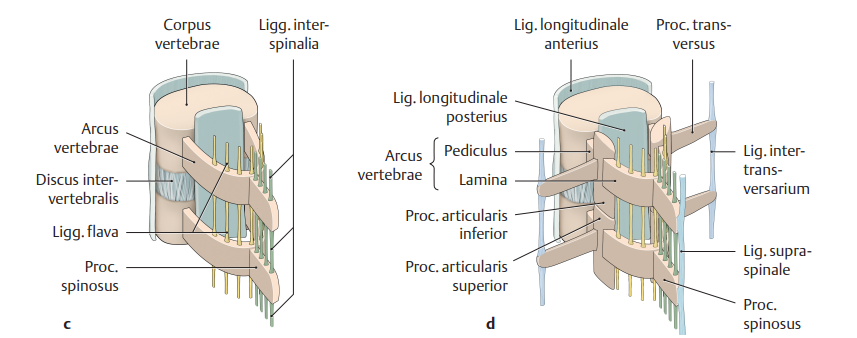 Corpus
vertebrae
Ligg. inter-
spinalia
Arcus
vertebrae
Discus inter-
vertebralis
Ligg. flava
Proc.
spinosus
c
Lig. longitudinale
anterius
Proc. trans-
versus
Lig. longitudinale
posterius
Arcus
vertebrae
Pediculus
Lamina
Proc. articularis
inferior
Proc. articularis
superior
Lig. inter-
trans-
versarium
Lig. supra-
spinale
Proc.
spinosus
d